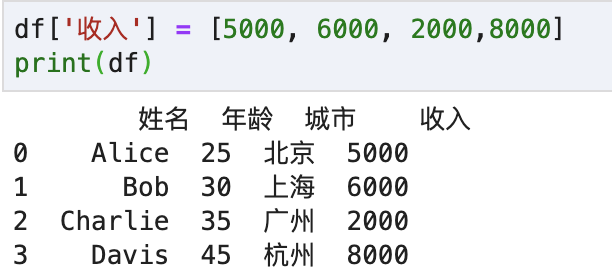 df['收入'] = [5000, 6000, 2000,8000]
print(df)
姓名 年龄 城市 收入
0 Alice 25 北京 5000
1 Bob 30 上海 6000
2 Charlie 35 广州 2000
3 Davis 45 杭州 8000